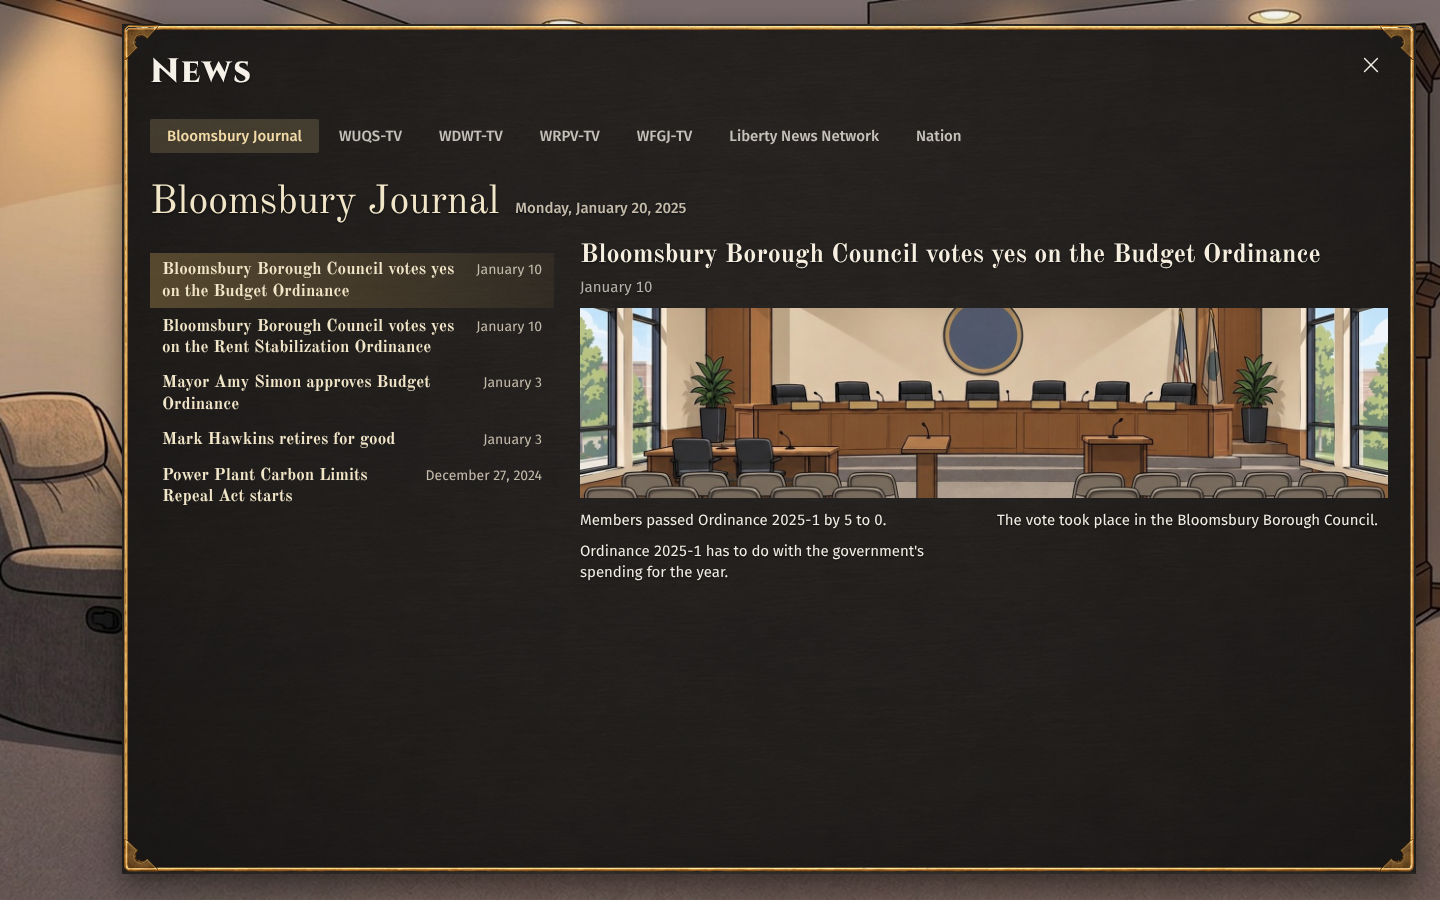 News
Bloomsbury Journal
WUQS-TV
WDWT-TV
WRPV-TV
WFGJ-TV
Liberty News Network
Nation
Bloomsbury Journal
Monday, January 20, 2025
Bloomsbury Borough Council votes yes
on the Budget Ordinance
January 10
Bloomsbury Borough Council votes yes
on the Rent Stabilization Ordinance
January 10
Mayor Amy Simon approves Budget
Ordinance
January 3
Mark Hawkins retires for good
January 3
Power Plant Carbon Limits
Repeal Act starts
December 27, 2024
Bloomsbury Borough Council votes yes on the Budget Ordinance
January 10
Members passed Ordinance 2025-1 by 5 to 0.
Ordinance 2025-1 has to do with the government's
spending for the year.
The vote took place in the Bloomsbury Borough Council.